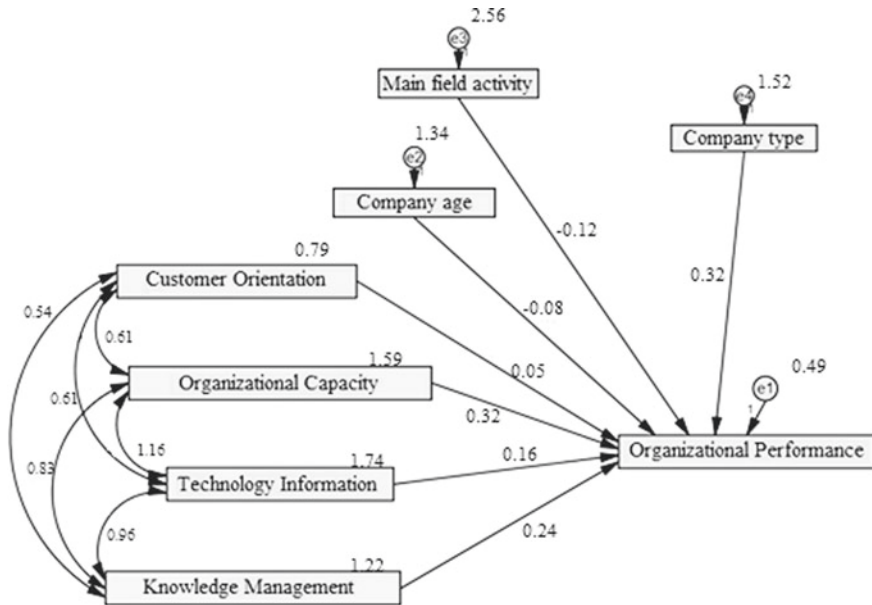 2.56
e3
1
Main field activity
1.52
e4
1
Company type
1.34
e2
1
Company age
-0.12
0.79
Customer Orientation
0.54
-0.08
0.32
0.61
1.59
Organizational Capacity
0.05
0.49
e1
1
0.61
0.32
Organizational Performance
1.16
1.74
0.16
0.83
Technology Information
0.24
0.96
1.22
Knowledge Management